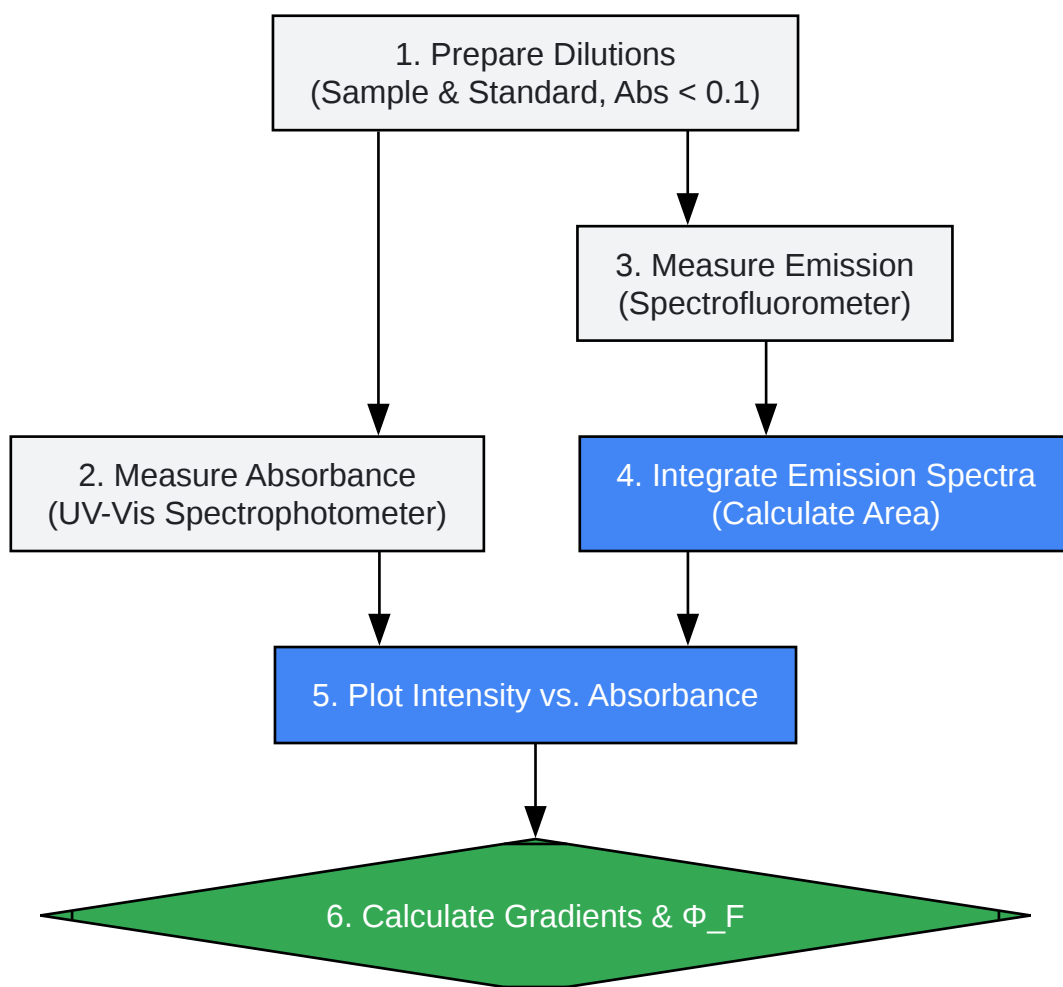 1. Prepare Dilutions
(Sample & Standard, Abs < 0.1)
3. Measure Emission
(Spectrofluorometer)
2. Measure Absorbance
(UV-Vis Spectrophotometer)
4. Integrate Emission Spectra
(Calculate Area)
5. Plot Intensity vs. Absorbance
6. Calculate Gradients & Φ_F